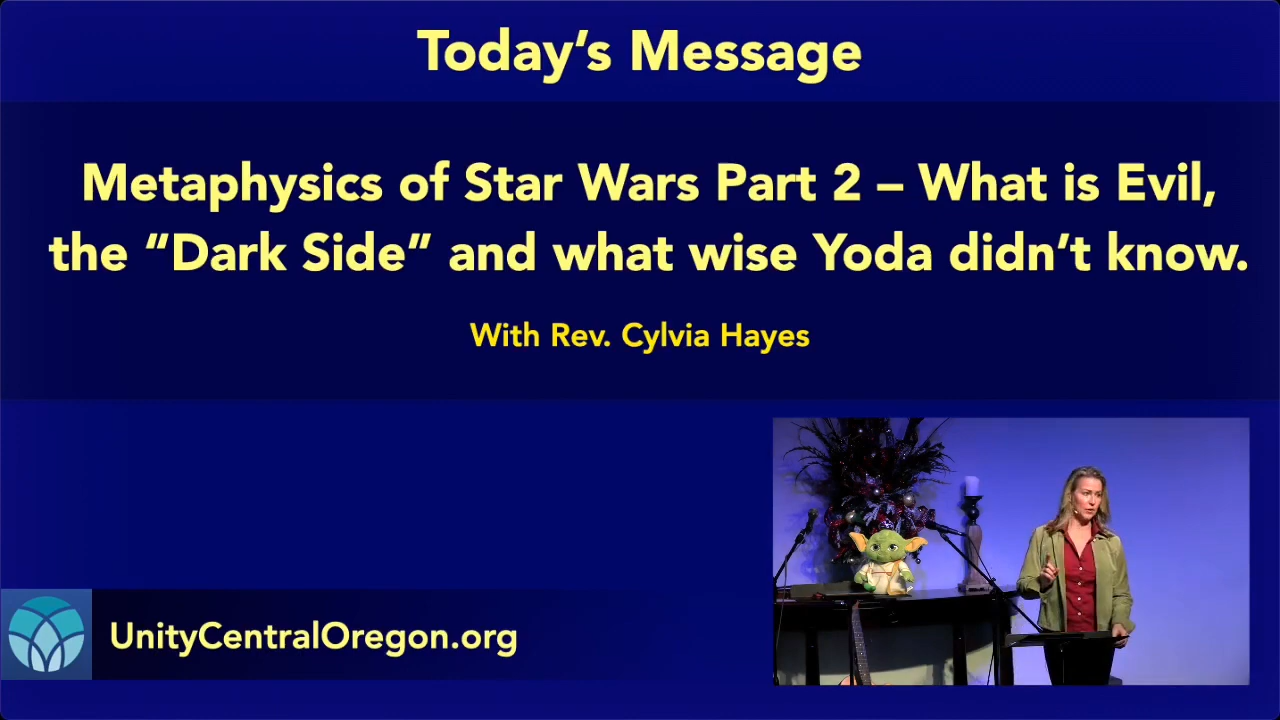 Today’s Message
Metaphysics of Star Wars Part 2 – What is Evil,
the “Dark Side” and what wise Yoda didn’t know.
With Rev. Cylvia Hayes
UnityCentralOregon.org